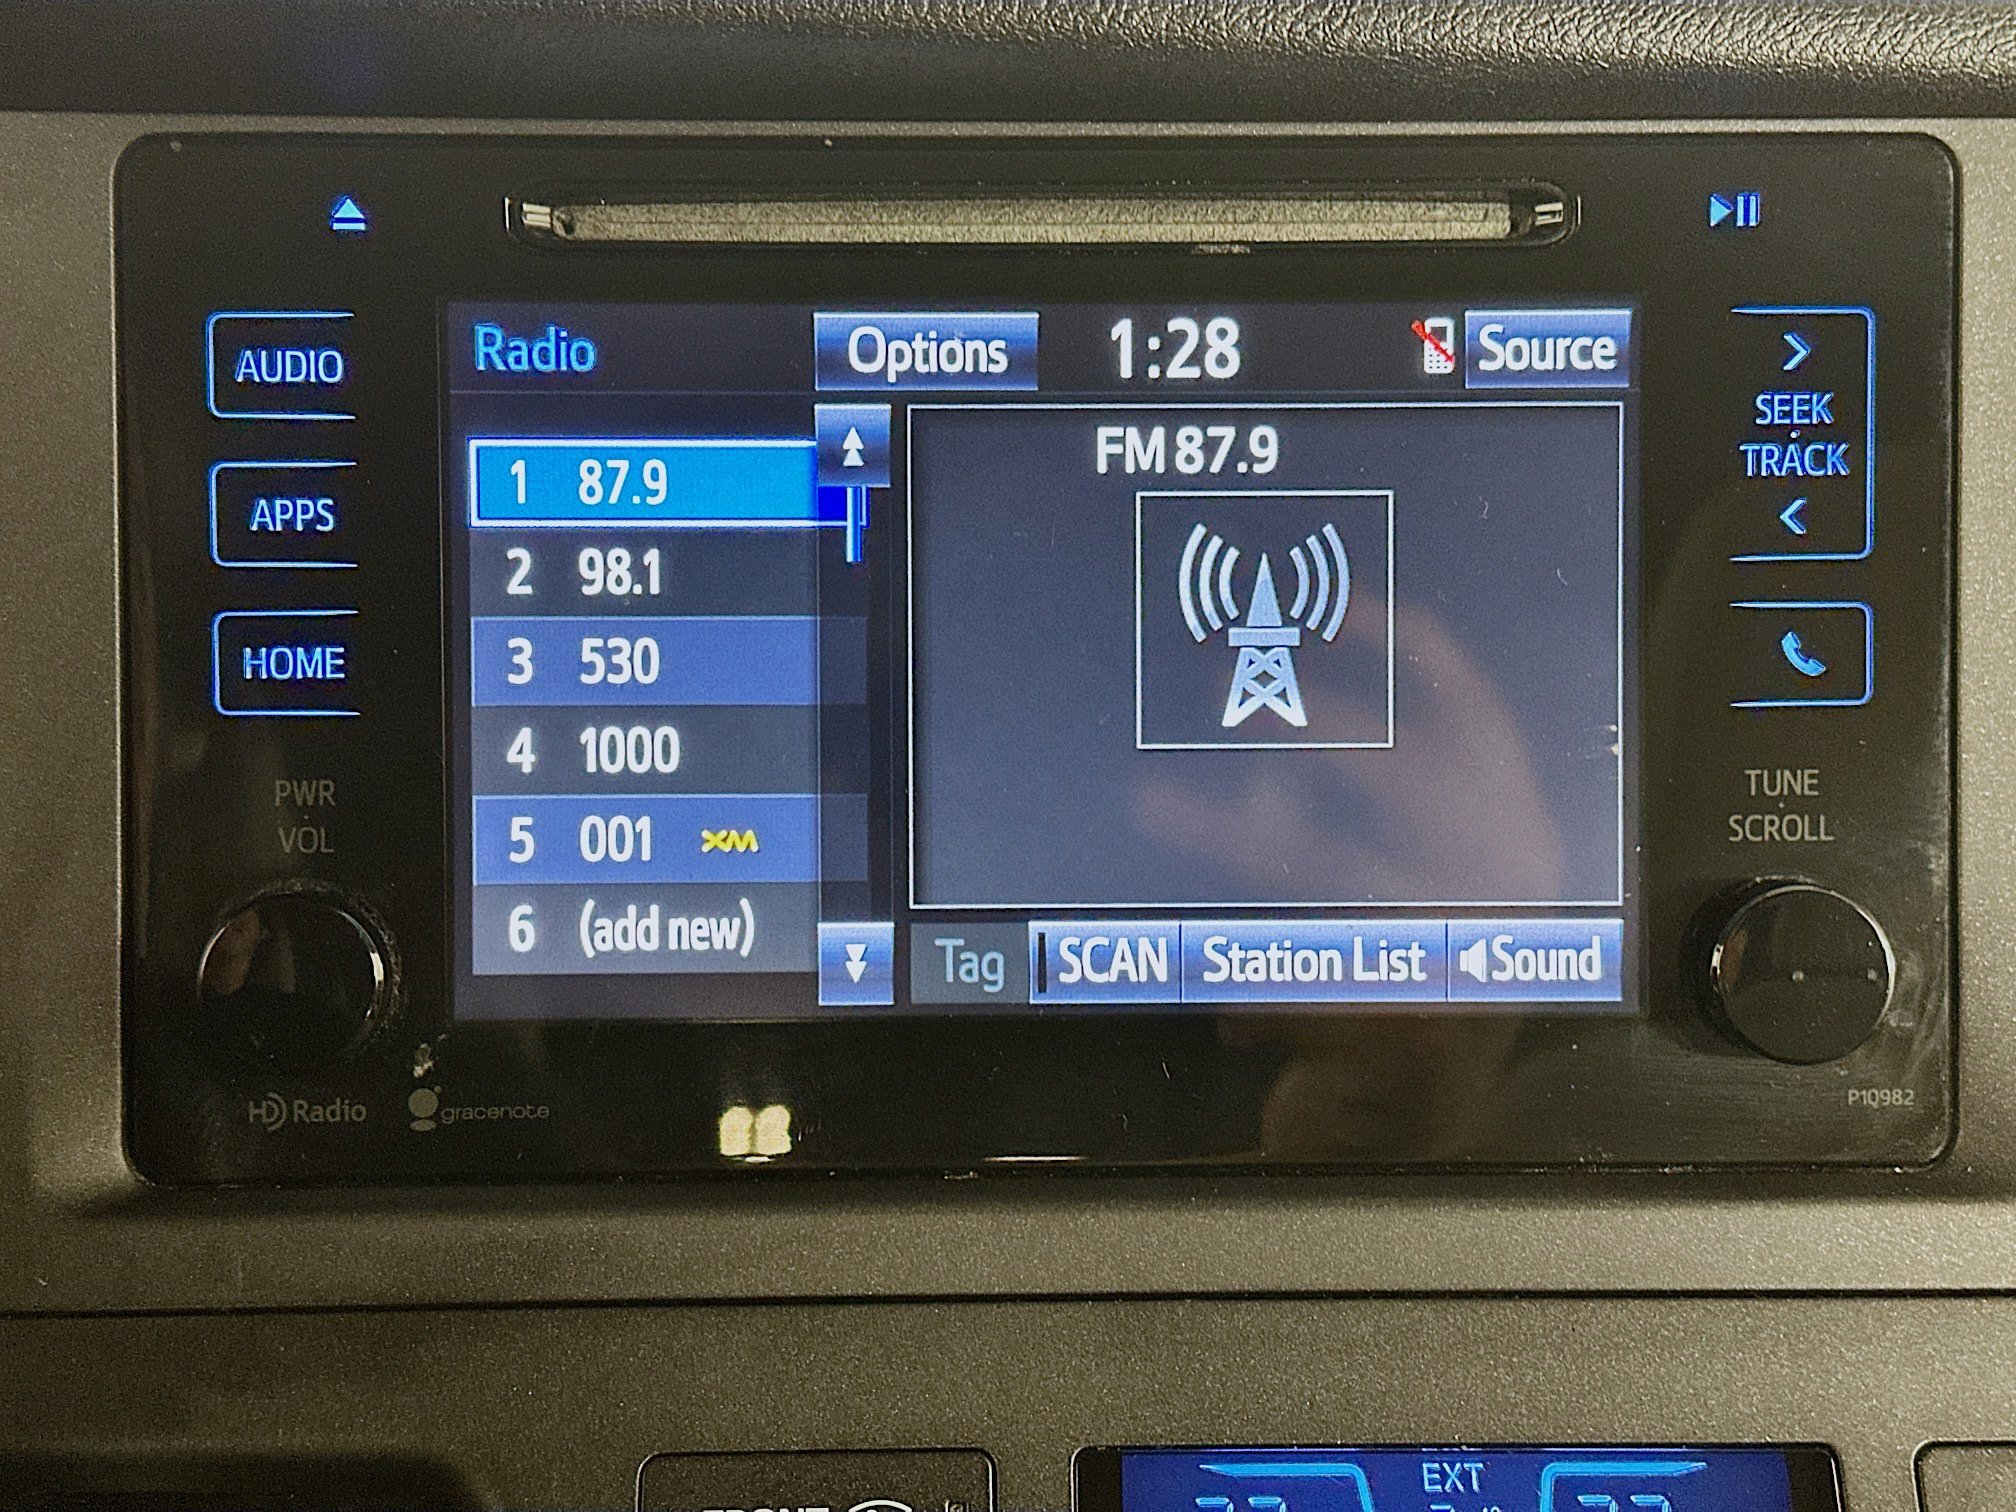 AUDIO
APPS
HOME
PWR
VOL
Radio
Options
1:28
Source
1 87.9
2 98.1
3 530
4 1000
5 001 XM
6 (add new)
FM 87.9
Tag
SCAN
Station List
Sound
SEEK
TRACK
TUNE
SCROLL
HD Radio
gracenote
P10982
EXT
FRONT